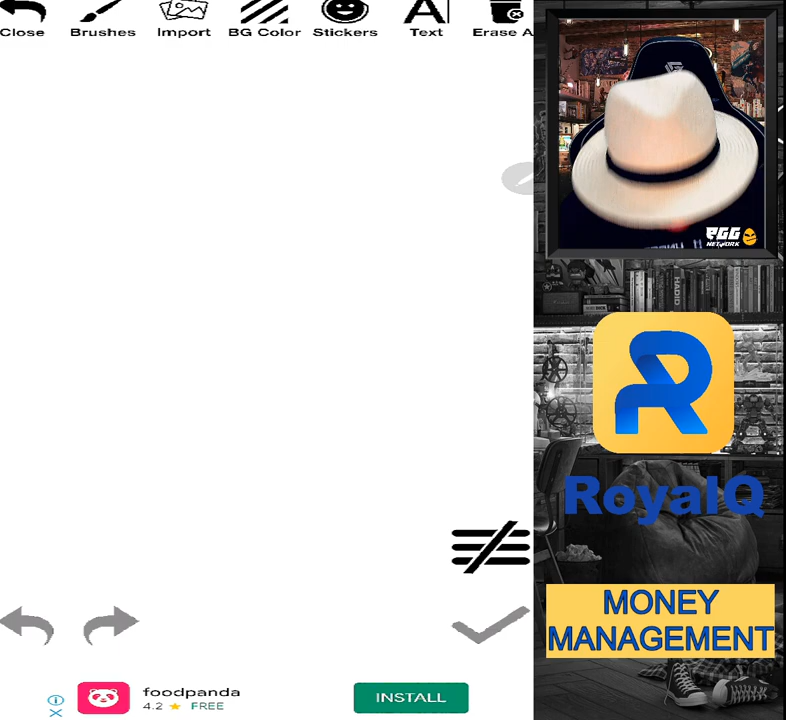 Close Brushes Import BG Color Stickers Text Erase A
EGG
NETWORK
RoyalQ
MONEY
MANAGEMENT
foodpanda
4.2 ★ FREE
INSTALL